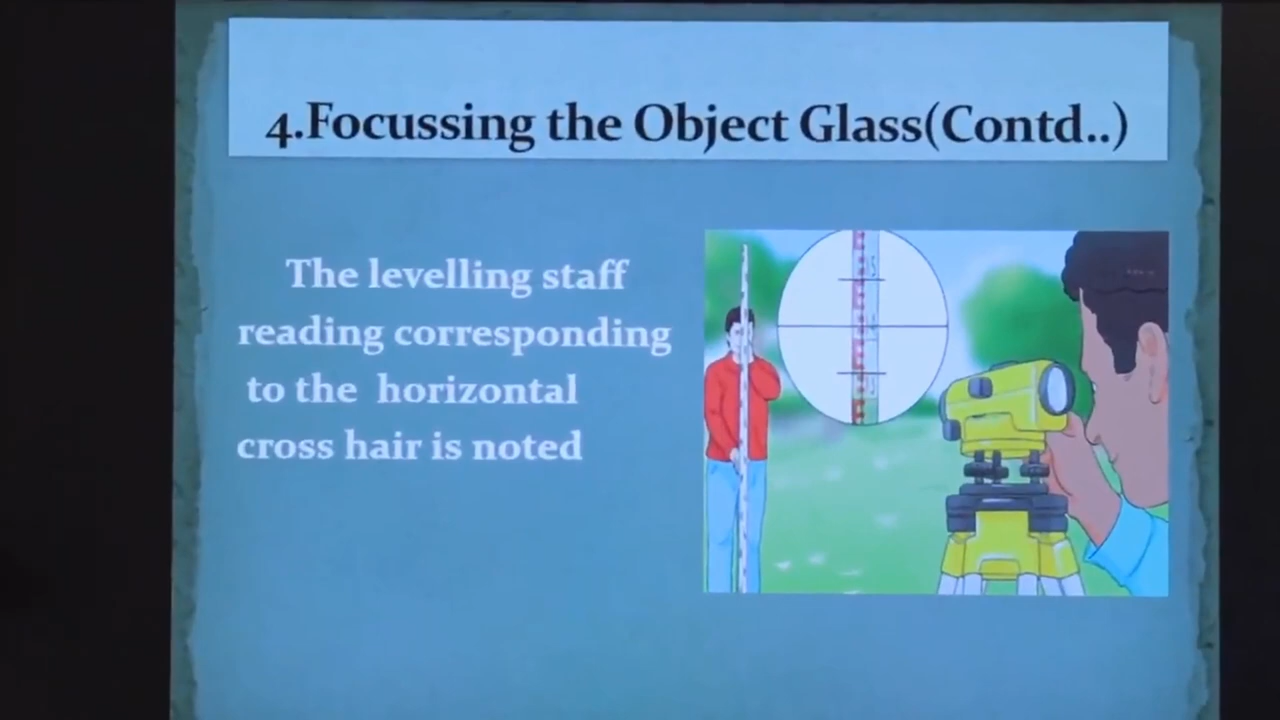 4.Focussing the Object Glass(Contd..)
The levelling staff
reading corresponding
to the horizontal
cross hair is noted